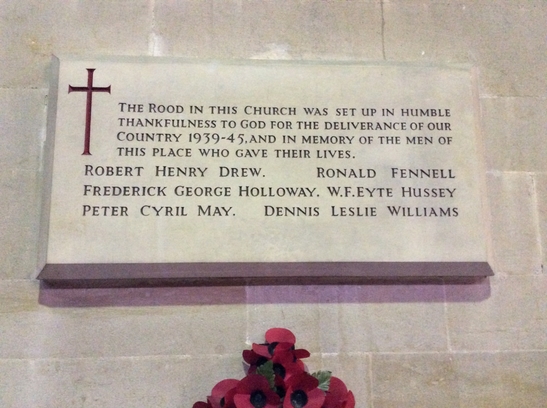 THE ROOD IN THIS CHURCH WAS SET UP IN HUMBLE
THANKFULNESS TO GOD FOR THE DELIVERANCE OF OUR
COUNTRY 1939-45, AND IN MEMORY OF THE MEN OF
THIS PLACE WHO GAVE THEIR LIVES.
ROBERT HENRY DREW. RONALD FENNELL
FREDERICK GEORGE HOLLOWAY. W.F. EYTE HUSSEY
PETER CYRIL MAY. DENNIS LESLIE WILLIAMS